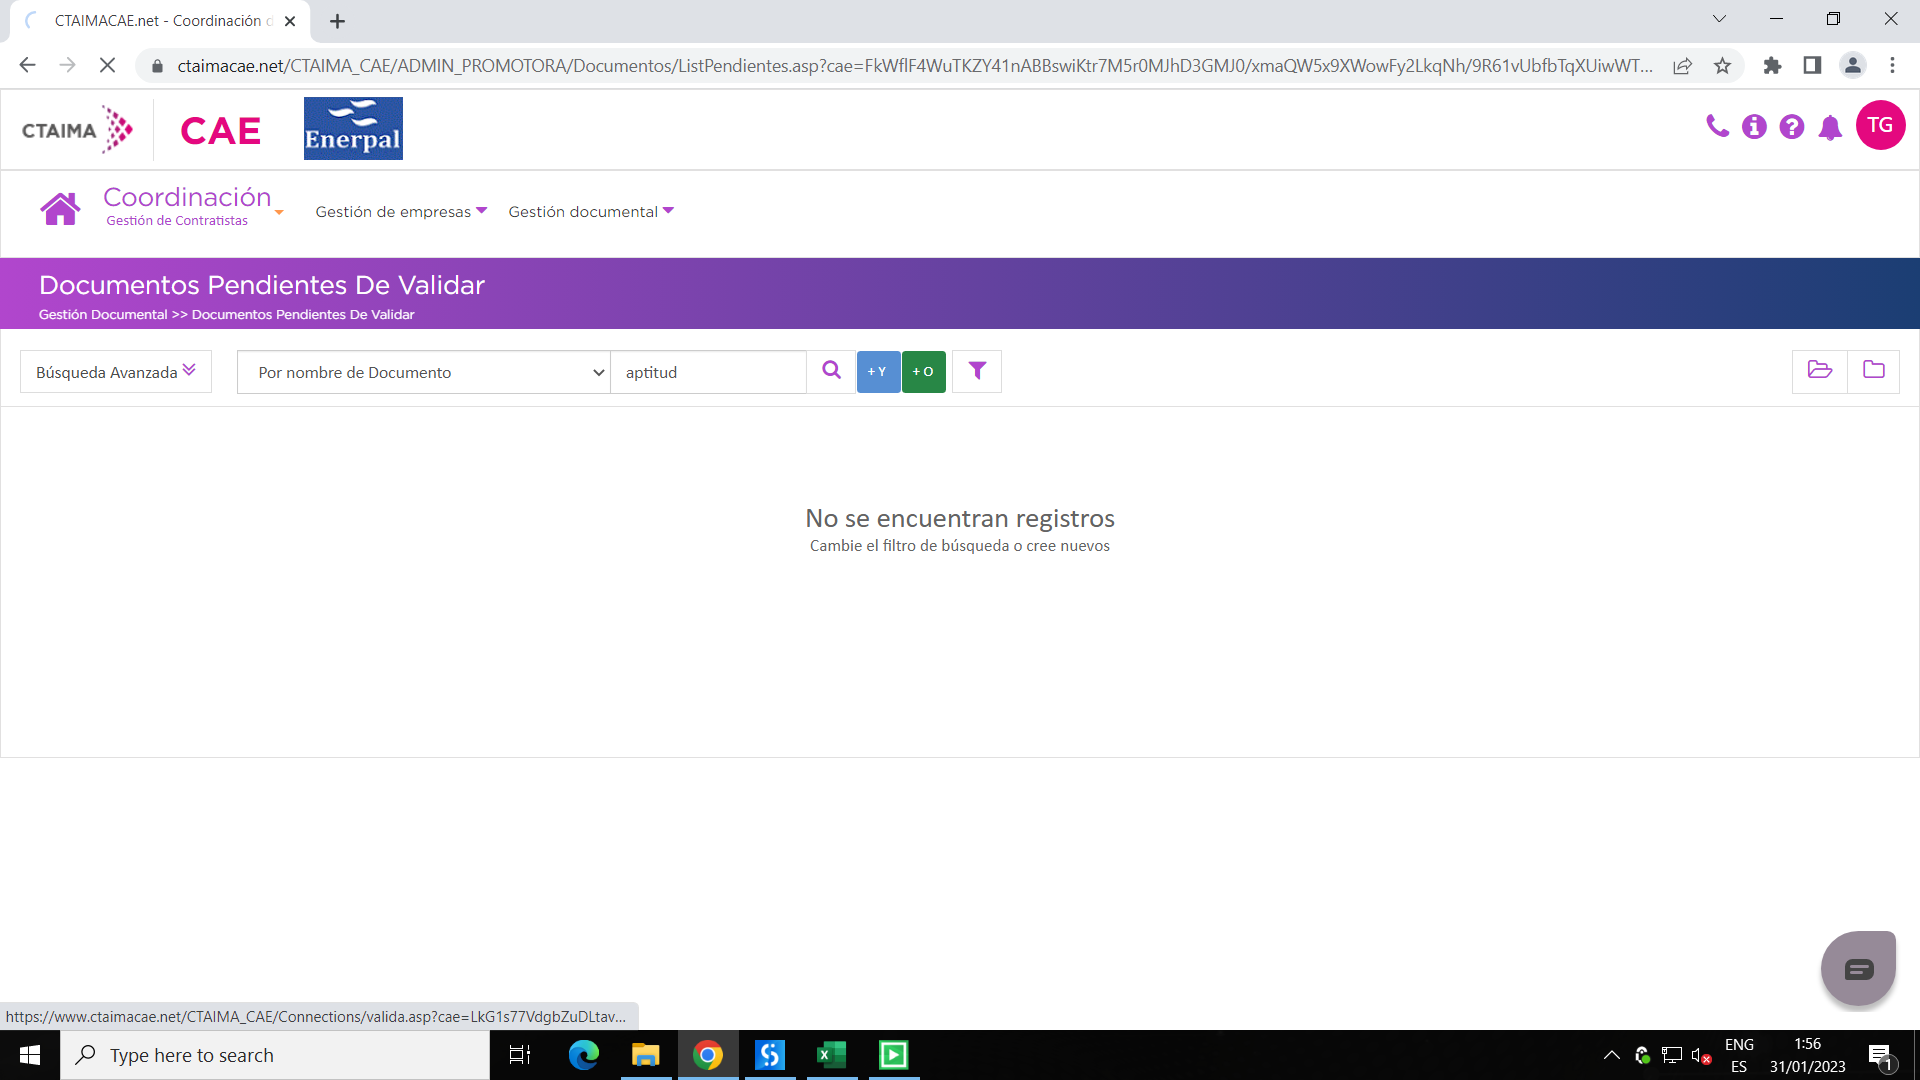 CTAIMACAE.net - Coordinación d
ctaimacae.net/CTAIMA_CAE/ADMIN_PROMOTORA/Documentos/ListPendientes.asp?cae=FkWflF4WuTKZY41nABBswiKtr7M5r0MJhD3GMJ0/xmaQW5x9XWowFy2LkqNh/9R61vUbfbTqXUiwWT...
CTAIMA
CAE
Enerpal
TG
Coordinación
Gestión de Contratistas
Gestión de empresas
Gestión documental
Documentos Pendientes De Validar
Gestión Documental >> Documentos Pendientes De Validar
Búsqueda Avanzada
Por nombre de Documento
aptitud
+ Y
+ O
No se encuentran registros
Cambie el filtro de búsqueda o cree nuevos
https://www.ctaimacae.net/CTAIMA_CAE/Connections/valida.asp?cae=LkG1s77VdgbZuDLtav...
Type here to search
ENG
ES
1:56
31/01/2023
1